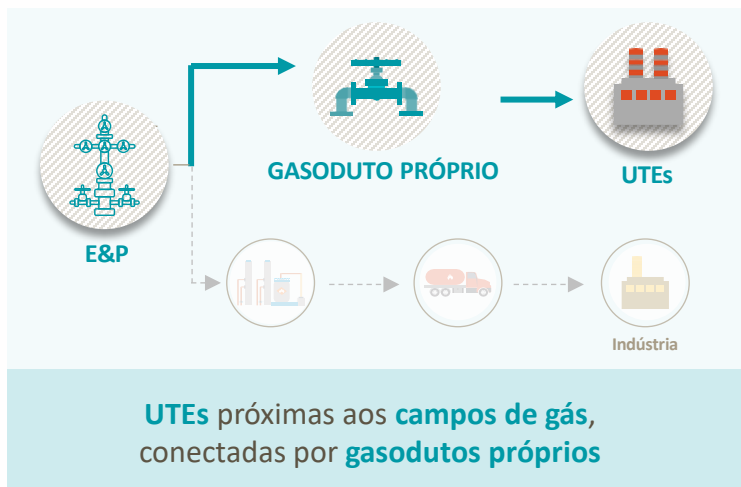 GASODUTO PRÓPRIO
UTEs
E&P
Indústria
UTEs próximas aos campos de gás,
conectadas por gasodutos próprios